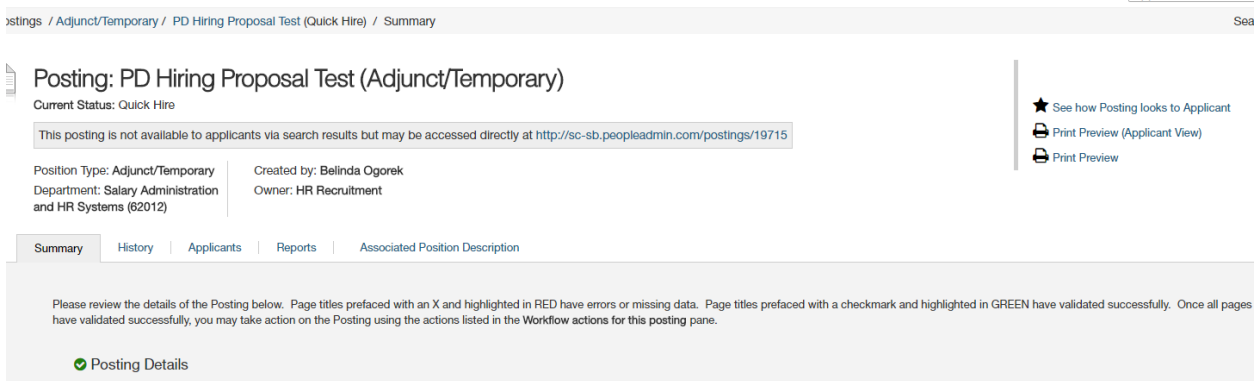 / Adjunct/Temporary / PD Hiring Proposal Test (Quick Hire) / Summary
Posting: PD Hiring Proposal Test (Adjunct/Temporary)
Current Status: Quick Hire
See how Posting looks to Applicant
This posting is not available to applicants via search results but may be accessed directly at http://sc-sb.peopleadmin.com/postings/19715
Print Preview (Applicant View)
Print Preview
Position Type: Adjunct/Temporary
Created by: Belinda Ogorek
Department: Salary Administration
Owner: HR Recruitment
and HR Systems (62012)
Summary History Applicants Reports Associated Position Description
Please review the details of the Posting below. Page titles prefaced with an X and highlighted in RED have errors or missing data. Page titles prefaced with a checkmark and highlighted in GREEN have validated successfully. Once all pages
have validated successfully, you may take action on the Posting using the actions listed in the Workflow actions for this posting pane.
Posting Details